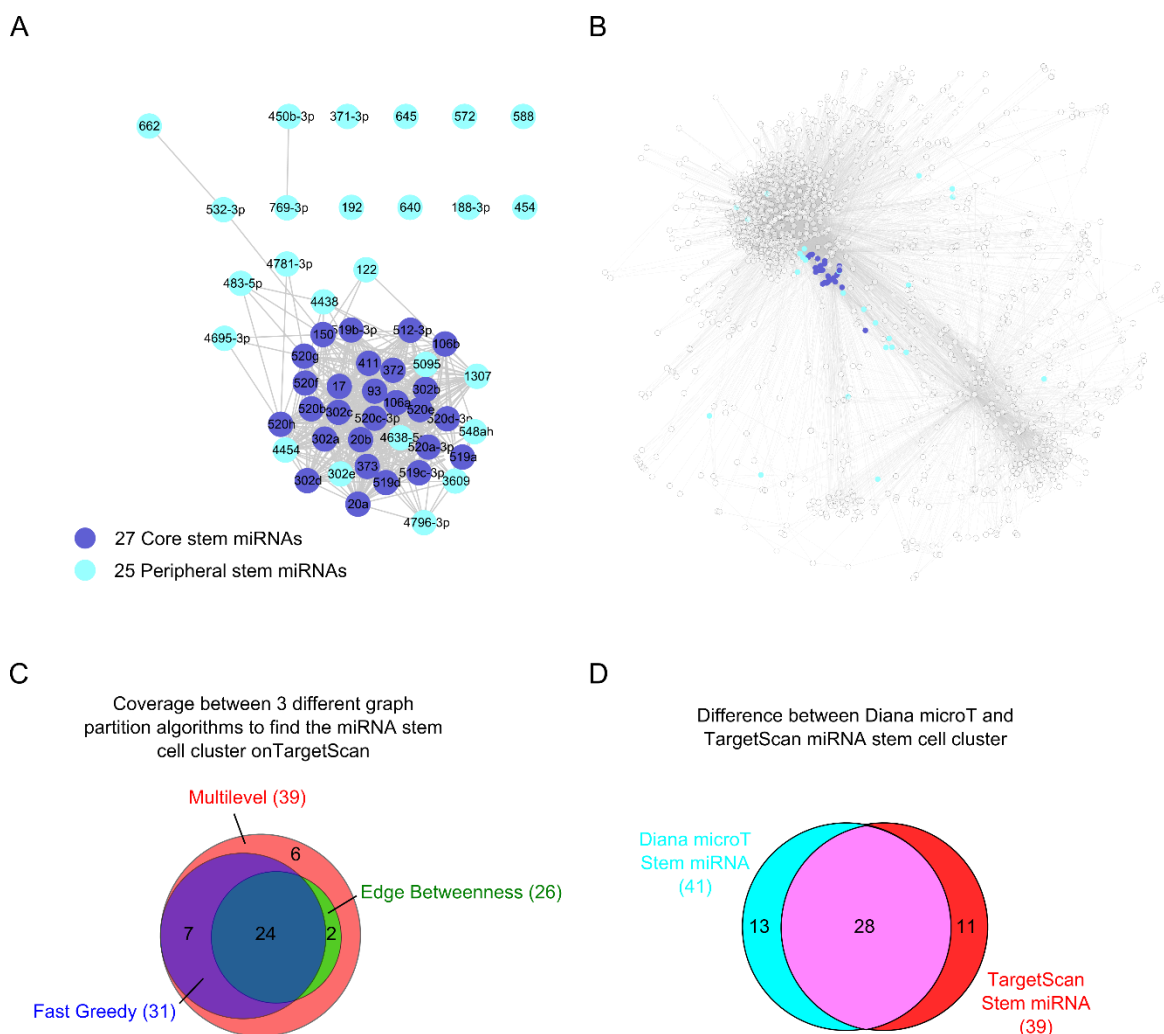 A
B
662
450b-3p
371-3p
645
572
588
532-3p
769-3p
192
640
188-3p
454
4781-3p
122
483-5p
4438
4695-3p
150
519b-3p
512-3p
106b
520g
411
372
5095
1307
520f
17
93
302b
520b
302c
106a
520e
520c-3p
520d-3p
520h
302a
20b
4638-5
548ah
4454
520a-3p
519a
302d
302e
373
519d
519c-3p
3609
20a
4796-3p
27 Core stem miRNAs
25 Peripheral stem miRNAs
C
Coverage between 3 different graph
partition algorithms to find the miRNA stem
cell cluster onTargetScan
Multilevel (39)
6
Edge Betweenness (26)
7
24
2
Fast Greedy (31)
D
Difference between Diana microT and
TargetScan miRNA stem cell cluster
Diana microT
Stem miRNA
(41)
13
28
11
TargetScan
Stem miRNA
(39)